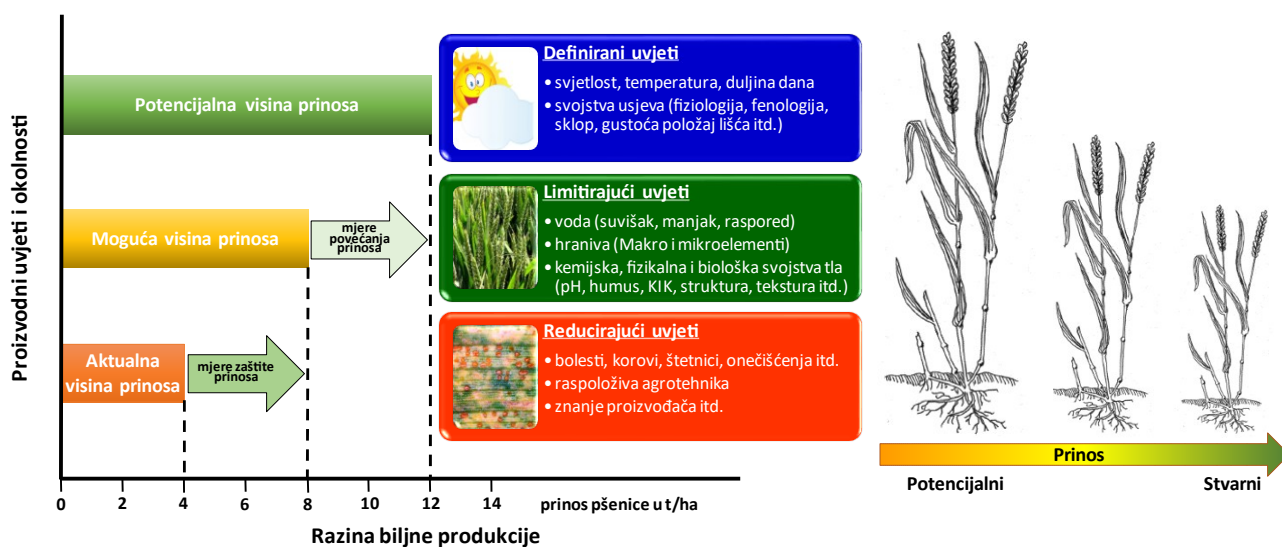 Proizvodni uvjeti i okolnosti
Potencijalna visina prinosa
Moguća visina prinosa
mjere
povećanja
prinosa
Aktualna
visina prinosa
mjere zaštite
prinosa
Definirani uvjeti
• svjetlost, temperatura, duljina dana
• svojstva usjeva (fiziologija, fenologija,
sklop, gustoća položaj lišća itd.)
Limitirajući uvjeti
• voda (suvišak, manjak, raspored)
• hraniva (Makro i mikroelementi)
• kemijska, fizikalna i biološka svojstva tla
(pH, humus, KIK, struktura, tekstura itd.)
Reducirajući uvjeti
• bolesti, korovi, štetnici, onečišćenja itd.
• raspoloživa agrotehnika
• znanje proizvođača itd.
0 2 4 6 8 10 12 14 prinos pšenice u t/ha
Razina biljne produkcije
Prinos
Potencijalni Stvarni